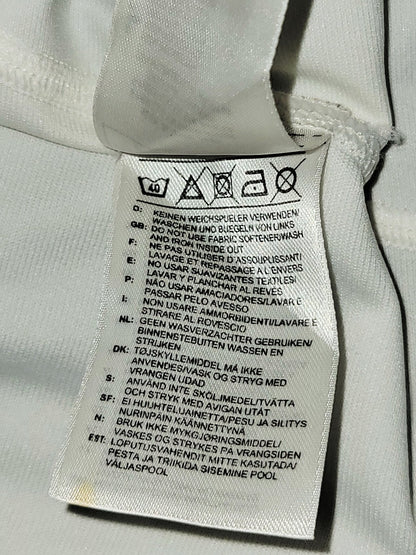 40
D: KEINEN WEICHSPUELER VERWENDEN/
WASCHEN UND BUEGELN VON LINKS
GB: DO NOT USE FABRIC SOFTENER/WASH
AND IRON INSIDE OUT
F: NE PAS UTILISER D'ASSOUPLISSANT/
LAVAGE ET REPASSAGE A L'ENVERS
E: NO USAR SUAVIZANTES TEXTILES/
LAVAR Y PLANCHAR AL REVÉS
P: NÃO USAR AMACIADORES/LAVAR E
PASSAR PELO AVESSO
I: NON USARE AMMORBIDENTI/LAVARE E
STIRARE AL ROVESCIO
NL: GEEN WASVERZACHTER GEBRUIKEN/
BINNENSTEBUITEN WASSEN EN
STRIJKEN
DK: TØJSKYLLEMIDDEL MÁ IKKE
ANVENDES/VASK OG STRYG MED
VRANGEN UDAD
S: ANVÄND INTE SKÖLJMEDEL/TVÄTTA
OCH STRYK MED AVIGAN UTÅT
SF: EI HUUHTELUAINETTA/PESU JA SILITYS
NURINPÄIN KÄÄNNETTYNÄ
N: BRUK IKKE MYKGJØRINGSMIDDEL/
VASKES OG STRYKES PÅ VRANGSIDEN
EST: LOPUTUSVAHENDIT MITTE KASUTADA/
PESTA JA TRIIKIDA SISEMINE POOL
VÄLJASPOOL